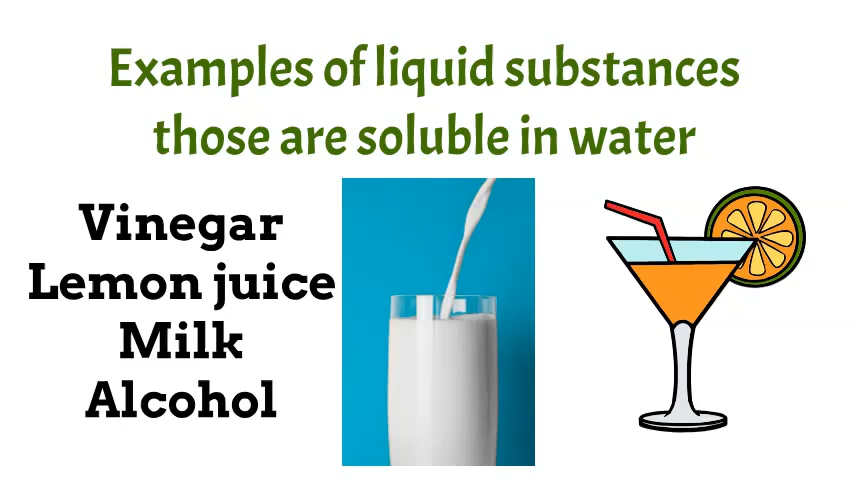 Examples of liquid substances
those are soluble in water
Vinegar
Lemon juice
Milk
Alcohol